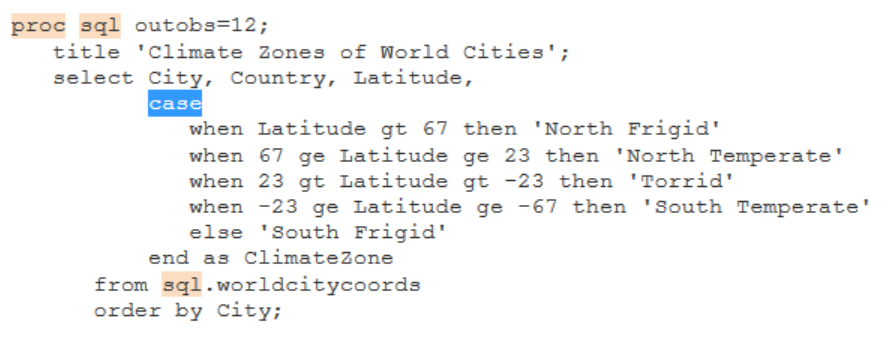 proc sql outobs=12;
title 'Climate Zones of World Cities';
select City, Country, Latitude,
case
when Latitude gt 67 then 'North Frigid'
when 67 ge Latitude ge 23 then 'North Temperate'
when 23 gt Latitude gt -23 then 'Torrid'
when -23 ge Latitude ge -67 then 'South Temperate'
else 'South Frigid'
end as ClimateZone
from sql.worldcitycoords
order by City;